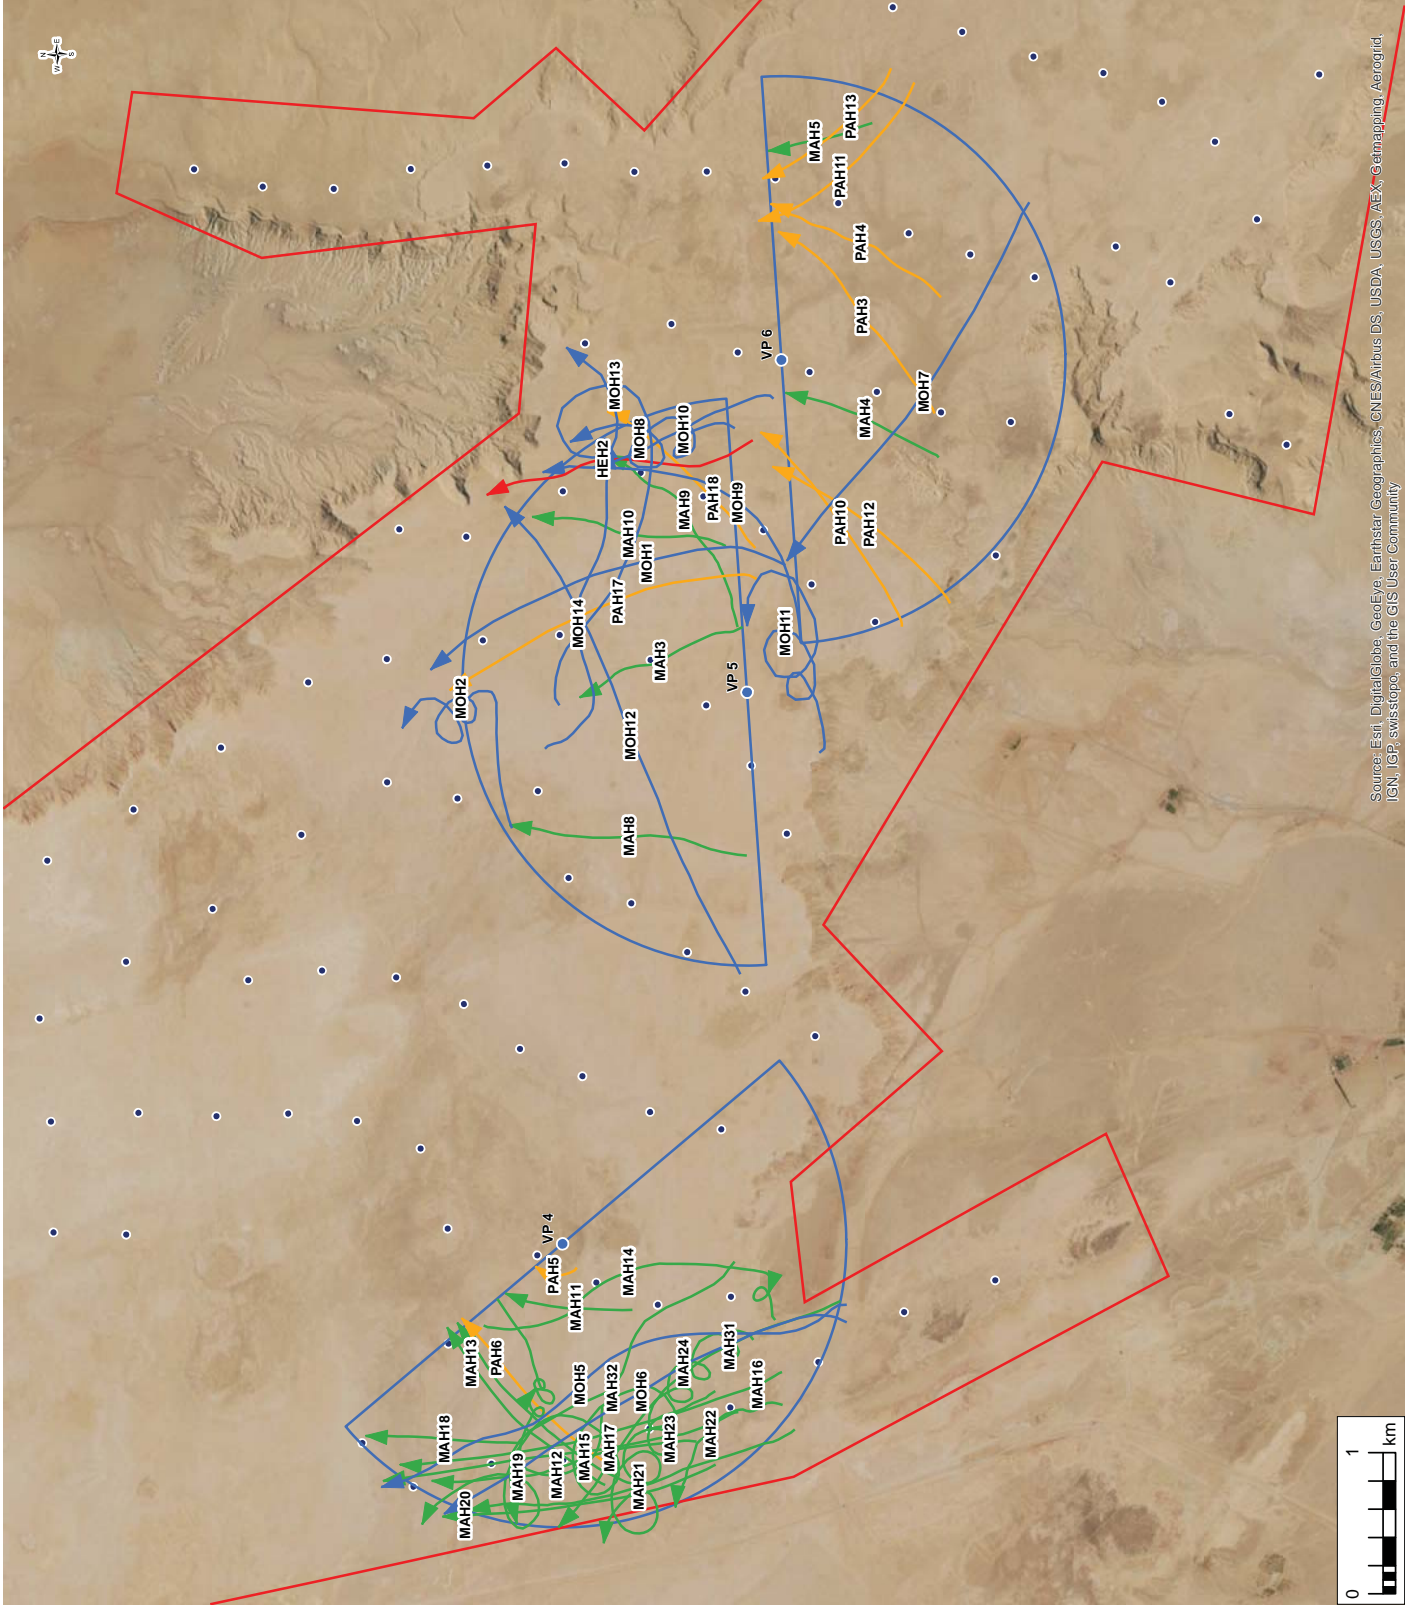 N
E
S
W
MAH5
PAH13
PAH11
PAH4
PAH3
VP 6
MOH7
MAH4
MOH13
MOH10
MOH8
HEH2
PAH18
MOH9
MAH9
PAH10
PAH12
MAH10
MOH1
PAH17
MOH14
MOH11
MAH3
VP 5
MOH2
MOH12
MAH8
VP 4
PAH5
MAH14
MAH11
MAH13
PAH6
MAH31
MAH24
MOH5
MAH32
MOH6
MAH16
MAH18
MAH22
MAH23
MAH17
MAH15
MAH12
MAH19
MAH21
MAH20
Source: Esri, DigitalGlobe, GeoEye, Earthstar Geographics, CNES/Airbus DS, USDA, USGS, AEX, Getmapping, Aerogrid,
IGN, IGP, swisstopo, and the GIS User Community
0 1
km